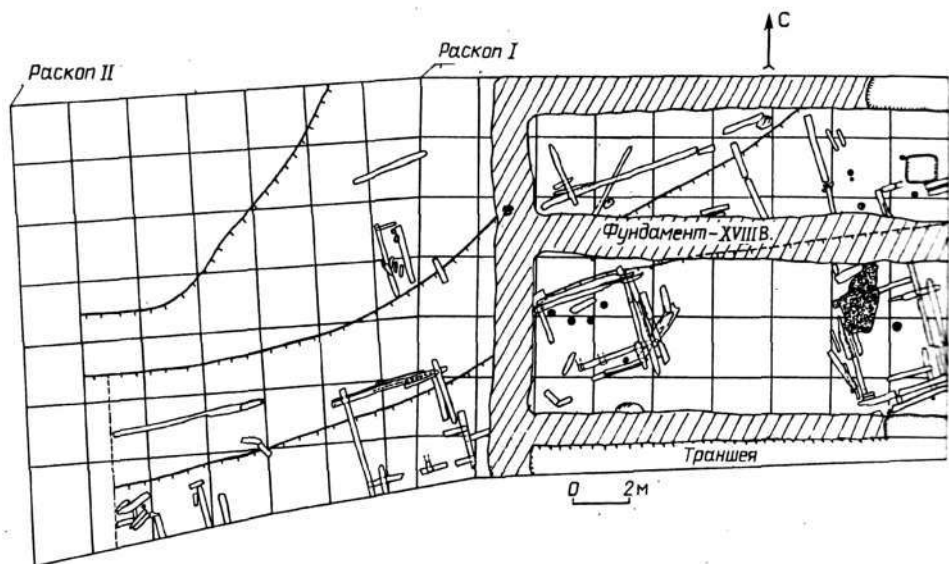 С
Раскоп I
Раскоп II
Фундамент-XVIII В.
Траншея
0 2м